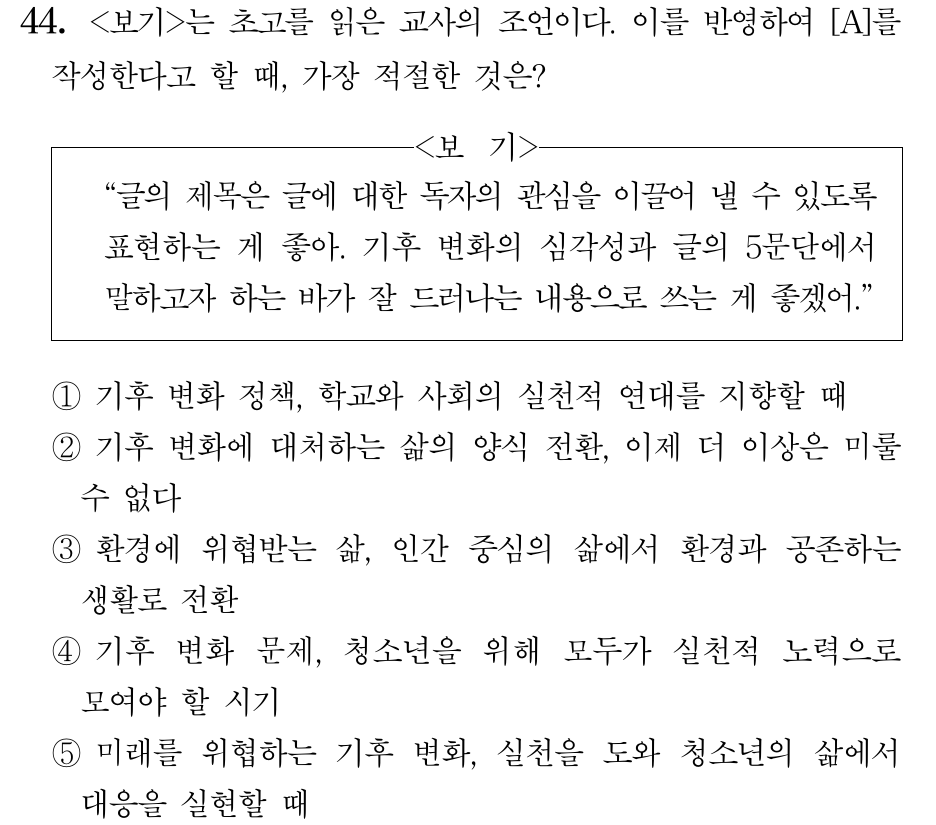 44. <보기>는 초고를 읽은 교사의 조언이다. 이를 반영하여 [A]를
작성한다고 할 때, 가장 적절한 것은?
<보 기>
“글의 제목은 글에 대한 독자의 관심을 이끌어 낼 수 있도록
표현하는 게 좋아. 기후 변화의 심각성과 글의 5문단에서
말하고자 하는 바가 잘 드러나는 내용으로 쓰는 게 좋겠어.”
① 기후 변화 정책, 학교와 사회의 실천적 연대를 지향할 때
② 기후 변화에 대처하는 삶의 양식 전환, 이제 더 이상은 미룰
수 없다
③ 환경에 위협받는 삶, 인간 중심의 삶에서 환경과 공존하는
생활로 전환
④ 기후 변화 문제, 청소년을 위해 모두가 실천적 노력으로
모여야 할 시기
⑤ 미래를 위협하는 기후 변화, 실천을 도와 청소년의 삶에서
대응을 실현할 때